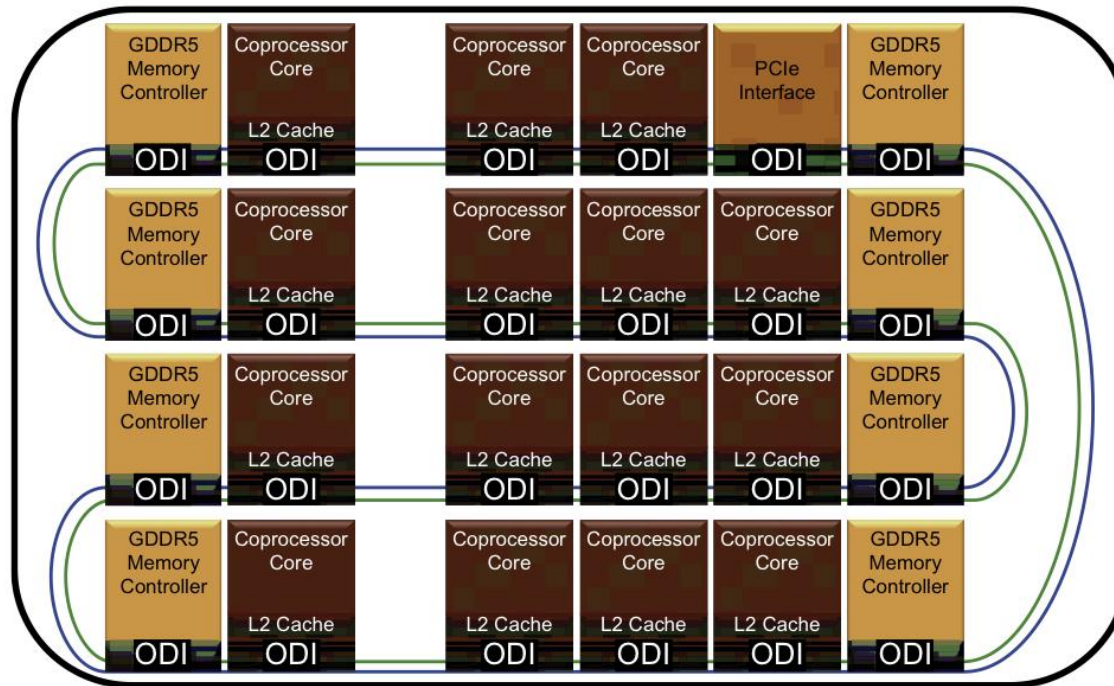 GDDR5
Memory
Controller
ODI
Coprocessor
Core
L2 Cache
ODI
Coprocessor
Core
L2 Cache
ODI
Coprocessor
Core
L2 Cache
ODI
PCIe
Interface
ODI
GDDR5
Memory
Controller
ODI
GDDR5
Memory
Controller
ODI
Coprocessor
Core
L2 Cache
ODI
Coprocessor
Core
L2 Cache
ODI
Coprocessor
Core
L2 Cache
ODI
Coprocessor
Core
L2 Cache
ODI
GDDR5
Memory
Controller
ODI
GDDR5
Memory
Controller
ODI
Coprocessor
Core
L2 Cache
ODI
Coprocessor
Core
L2 Cache
ODI
Coprocessor
Core
L2 Cache
ODI
Coprocessor
Core
L2 Cache
ODI
GDDR5
Memory
Controller
ODI
GDDR5
Memory
Controller
ODI
Coprocessor
Core
L2 Cache
ODI
Coprocessor
Core
L2 Cache
ODI
Coprocessor
Core
L2 Cache
ODI
Coprocessor
Core
L2 Cache
ODI
GDDR5
Memory
Controller
ODI